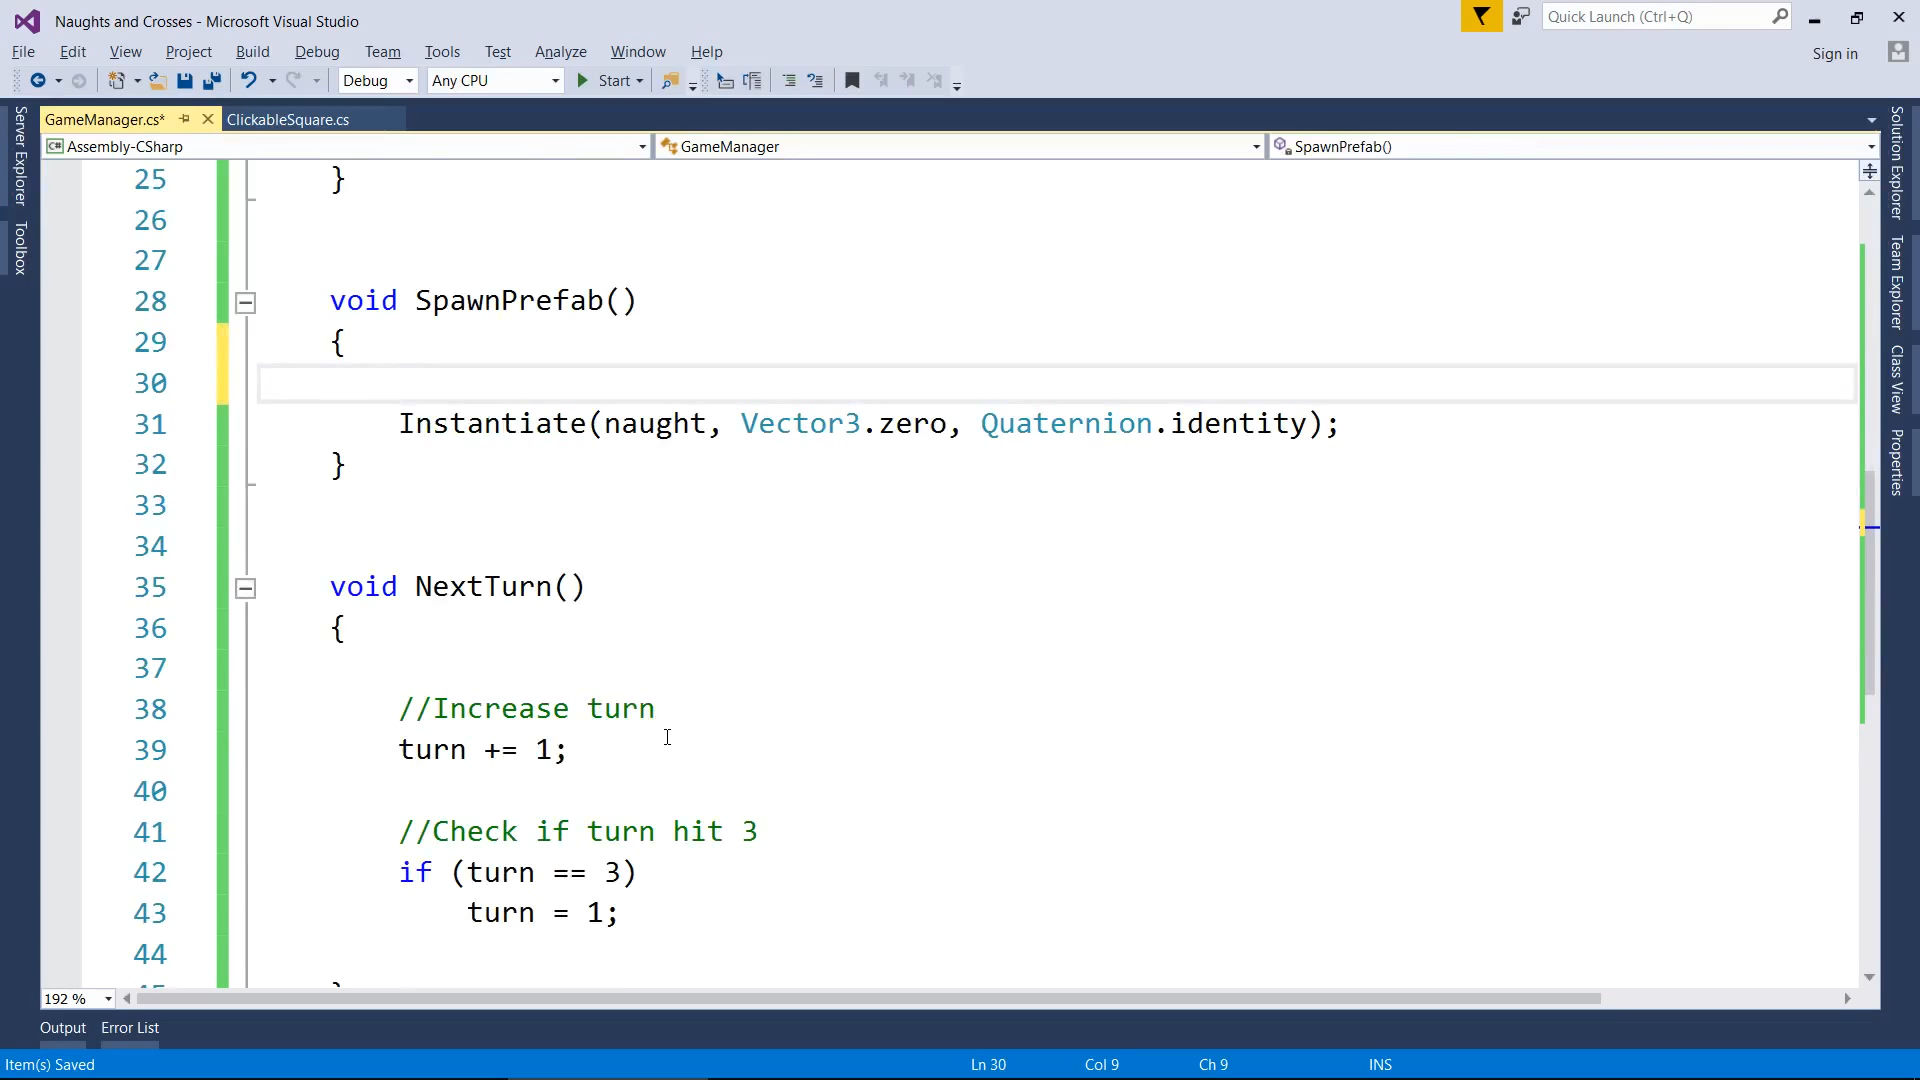 Naughts and Crosses - Microsoft Visual Studio
Quick Launch (Ctrl+Q)
File Edit View Project Build Debug Team Tools Test Analyze Window Help
Sign in
Debug Any CPU Start
GameManager.cs* ClickableSquare.cs
Assembly-CSharp GameManager SpawnPrefab()
Server Explorer
Toolbox
Solution Explorer
Team Explorer
Class View
Properties
25 }
26
27
28 void SpawnPrefab()
29 {
30
31 Instantiate(naught, Vector3.zero, Quaternion.identity);
32 }
33
34
35 void NextTurn()
36 {
37
38 //Increase turn
39 turn += 1;
40
41 //Check if turn hit 3
42 if (turn == 3)
43 turn = 1;
44
192 %
Output Error List
Item(s) Saved Ln 30 Col 9 Ch 9 INS